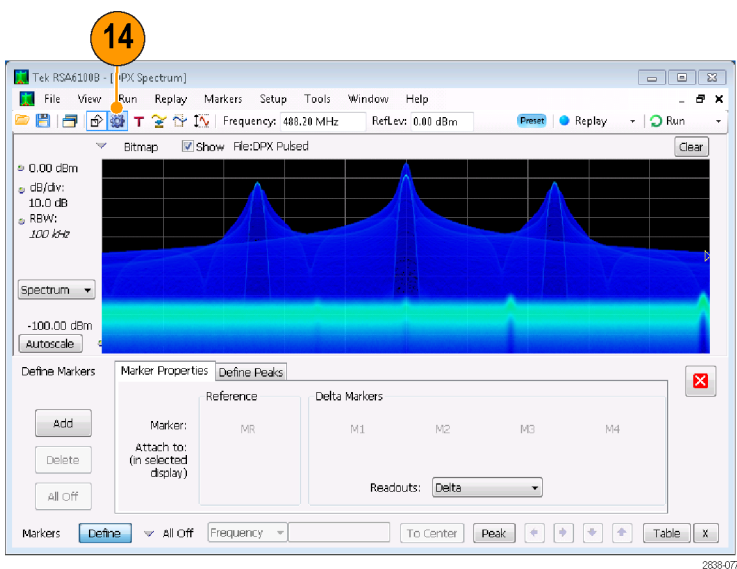 14
Tek RSA6100B - [DPX Spectrum]
File View Run Replay Markers Setup Tools Window Help
T Frequency: 488.20 MHz RefLev: 0.00 dBm Preset Replay Run
Bitmap Show File:DPX Pulsed Clear
0.00 dBm
dB/div:
10.0 dB
RBW:
100 kHz
Spectrum
-100.00 dBm
Autoscale
Define Markers Marker Properties Define Peaks
Reference Delta Markers
Add Marker: MR M1 M2 M3 M4
Attach to:
(in selected
display)
Delete
Readouts: Delta
All Off
Markers Define All Off Frequency To Center Peak Table X
2838-077